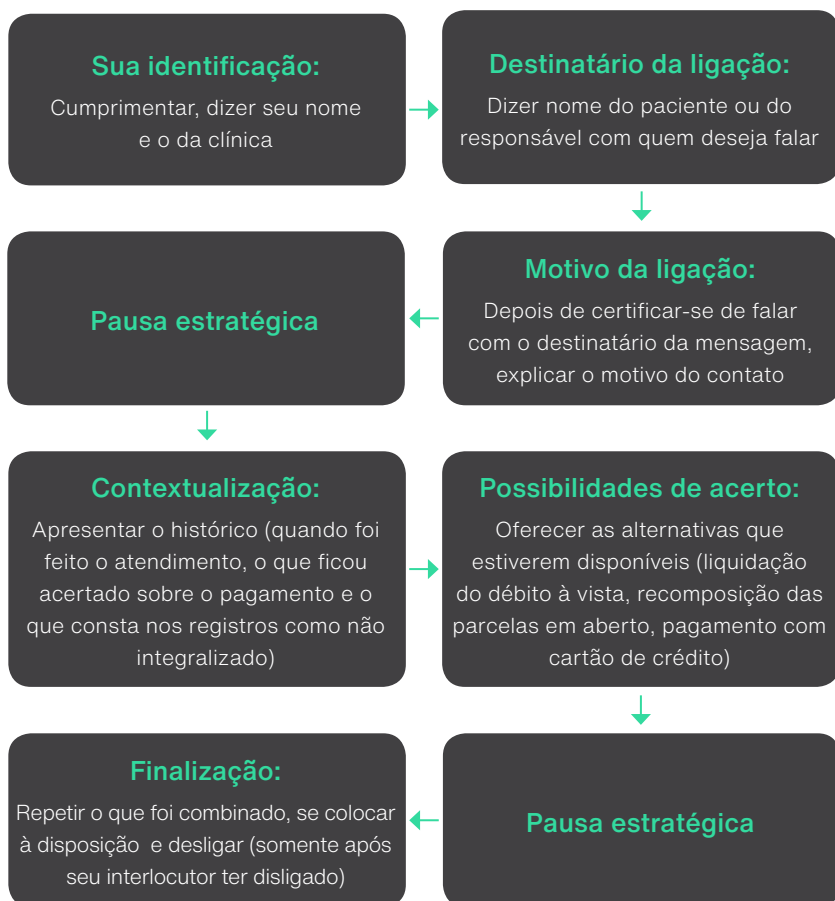 Sua identificação:
Cumprimentar, dizer seu nome
e o da clínica
Destinatário da ligação:
Dizer nome do paciente ou do
responsável com quem deseja falar
Motivo da ligação:
Depois de certificar-se de falar
com o destinatário da mensagem,
explicar o motivo do contato
Pausa estratégica
Contextualização:
Apresentar o histórico (quando foi
feito o atendimento, o que ficou
acertado sobre o pagamento e o
que consta nos registros como não
integralizado)
Possibilidades de acerto:
Oferecer as alternativas que
estiverem disponíveis (liquidação
do débito à vista, recomposição das
parcelas em aberto, pagamento com
cartão de crédito)
Pausa estratégica
Finalização:
Repetir o que foi combinado, se colocar
à disposição e desligar (somente após
seu interlocutor ter disligado)